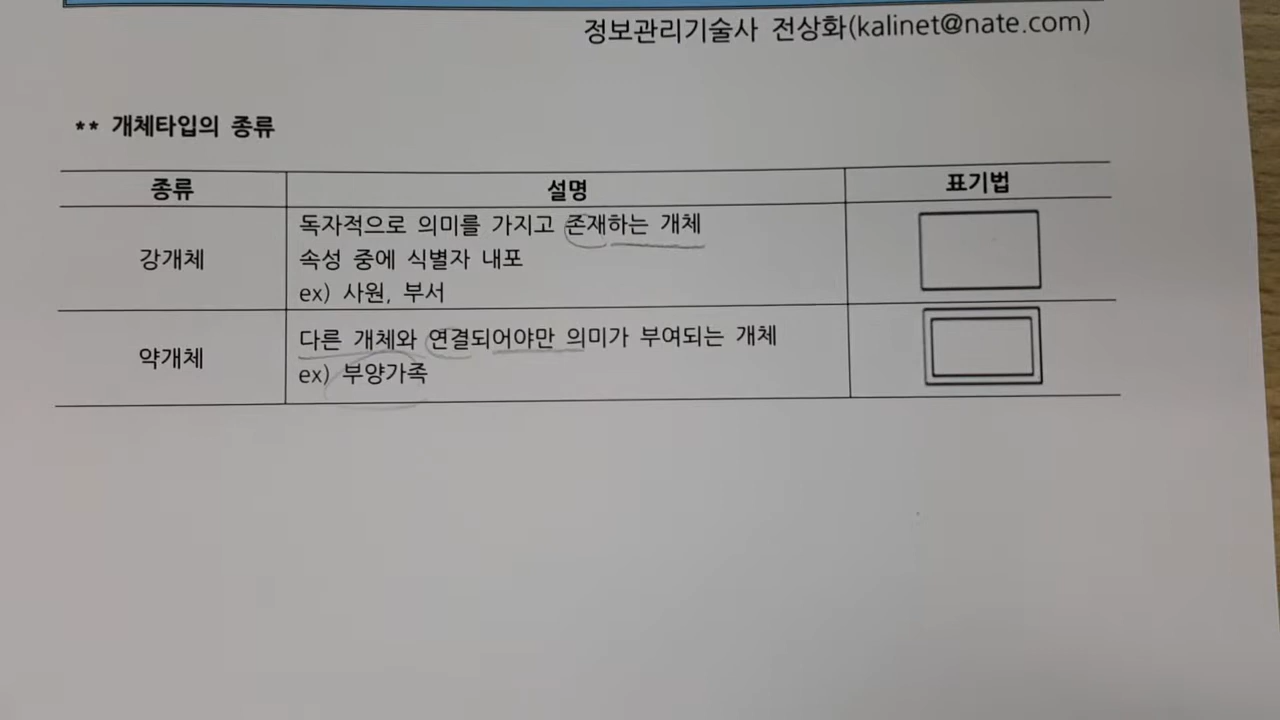 정보관리기술사 전상화(kalinet@nate.com)
** 개체타입의 종류
종류 설명 표기법
강개체
독자적으로 의미를 가지고 존재하는 개체
속성 중에 식별자 내포
ex) 사원, 부서
약개체
다른 개체와 연결되어야만 의미가 부여되는 개체
ex) 부양가족